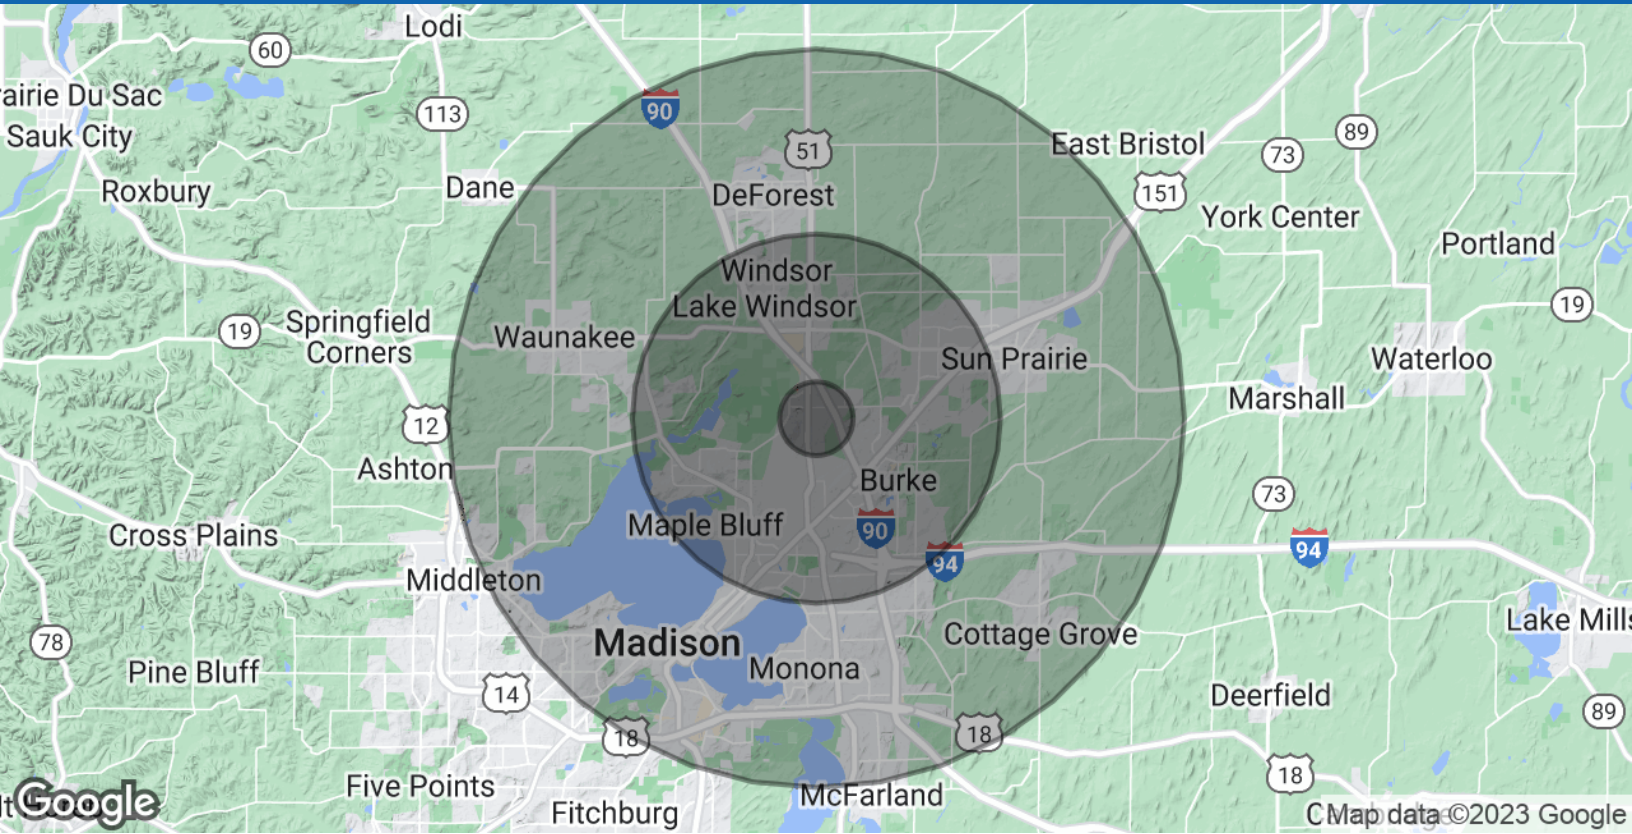 Lodi
60
90
rairie Du Sac
113
89
Sauk City
51
East Bristol
73
Roxbury
Dane
DeForest
151
York Center
Portland
Windsor
Lake Windsor
19
Springfield
Corners
19
Waunakee
Sun Prairie
Waterloo
Marshall
12
Ashton
Burke
73
Cross Plains
Maple Bluff
90
94
94
Middleton
Lake Mills
78
Madison
Cottage Grove
Pine Bluff
Monona
14
Deerfield
89
18
18
18
Five Points
McFarland
Fitchburg
Google
Map data ©2023 Google